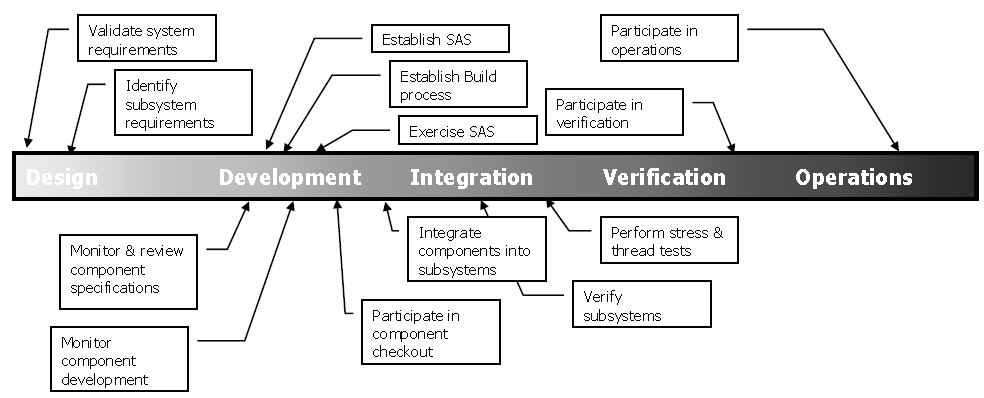 Validate system
requirements
Identify
subsystem
requirements
Establish SAS
Establish Build
process
Exercise SAS
Participate in
operations
Participate in
verification
Design Development Integration Verification Operations
Monitor & review
component
specifications
Monitor
component
development
Participate in
component
checkout
Integrate
components into
subsystems
Verify
subsystems
Perform stress &
thread tests